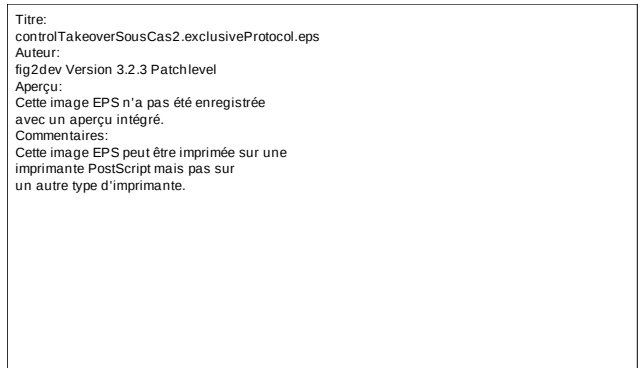 Titre:
controlTakeoverSousCas2.exclusiveProtocol.eps
Auteur:
fig2dev Version 3.2.3 Patchlevel
Aperçu:
Cette image EPS n'a pas été enregistrée
avec un aperçu intégré.
Commentaires:
Cette image EPS peut être imprimée sur une
imprimante PostScript mais pas sur
un autre type d'imprimante.